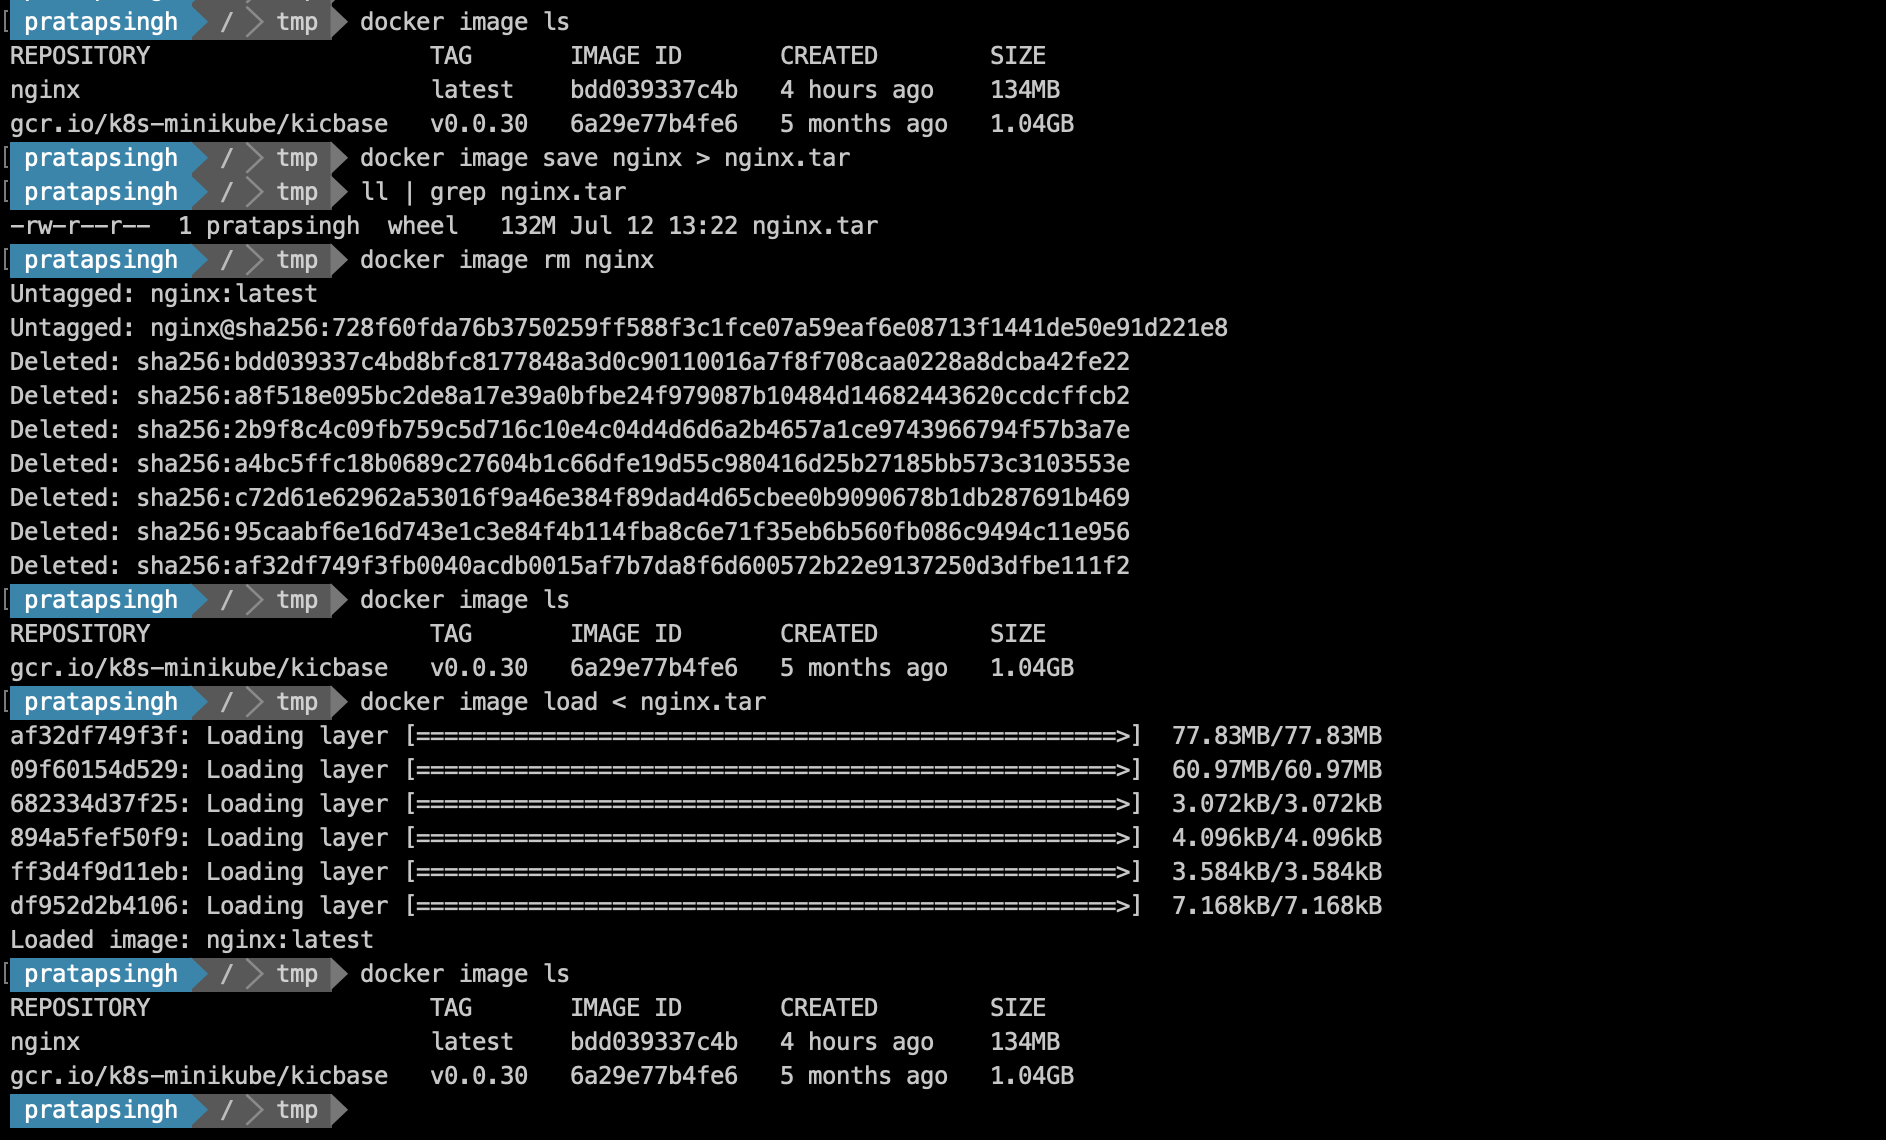 pratapsingh / tmp docker image ls
REPOSITORY TAG IMAGE ID CREATED SIZE
nginx latest bdd039337c4b 4 hours ago 134MB
gcr.io/k8s-minikube/kicbase v0.0.30 6a29e77b4fe6 5 months ago 1.04GB
pratapsingh / tmp docker image save nginx > nginx.tar
pratapsingh / tmp ll | grep nginx.tar
-rw-r--r-- 1 pratapsingh wheel 132M Jul 12 13:22 nginx.tar
pratapsingh / tmp docker image rm nginx
Untagged: nginx:latest
Untagged: nginx@sha256:728f60fda76b3750259ff588f3c1fce07a59eaf6e08713f1441de50e91d221e8
Deleted: sha256:bdd039337c4bd8bfc8177848a3d0c90110016a7f8f708caa0228a8dcba42fe22
Deleted: sha256:a8f518e095bc2de8a17e39a0bfbe24f979087b10484d14682443620ccdcffcb2
Deleted: sha256:2b9f8c4c09fb759c5d716c10e4c04d4d6d6a2b4657a1ce9743966794f57b3a7e
Deleted: sha256:a4bc5ffc18b0689c27604b1c66dfe19d55c980416d25b27185bb573c3103553e
Deleted: sha256:c72d61e62962a53016f9a46e384f89dad4d65cbee0b9090678b1db287691b469
Deleted: sha256:95caabf6e16d743e1c3e84f4b114fba8c6e71f35eb6b560fb086c9494c11e956
Deleted: sha256:af32df749f3fb0040acdb0015af7b7da8f6d600572b22e9137250d3dfbe111f2
pratapsingh / tmp docker image ls
REPOSITORY TAG IMAGE ID CREATED SIZE
gcr.io/k8s-minikube/kicbase v0.0.30 6a29e77b4fe6 5 months ago 1.04GB
pratapsingh / tmp docker image load < nginx.tar
af32df749f3f: Loading layer [==================================================>] 77.83MB/77.83MB
09f60154d529: Loading layer [==================================================>] 60.97MB/60.97MB
682334d37f25: Loading layer [==================================================>] 3.072kB/3.072kB
894a5fef50f9: Loading layer [==================================================>] 4.096kB/4.096kB
ff3d4f9d11eb: Loading layer [==================================================>] 3.584kB/3.584kB
df952d2b4106: Loading layer [==================================================>] 7.168kB/7.168kB
Loaded image: nginx:latest
pratapsingh / tmp docker image ls
REPOSITORY TAG IMAGE ID CREATED SIZE
nginx latest bdd039337c4b 4 hours ago 134MB
gcr.io/k8s-minikube/kicbase v0.0.30 6a29e77b4fe6 5 months ago 1.04GB
pratapsingh / tmp